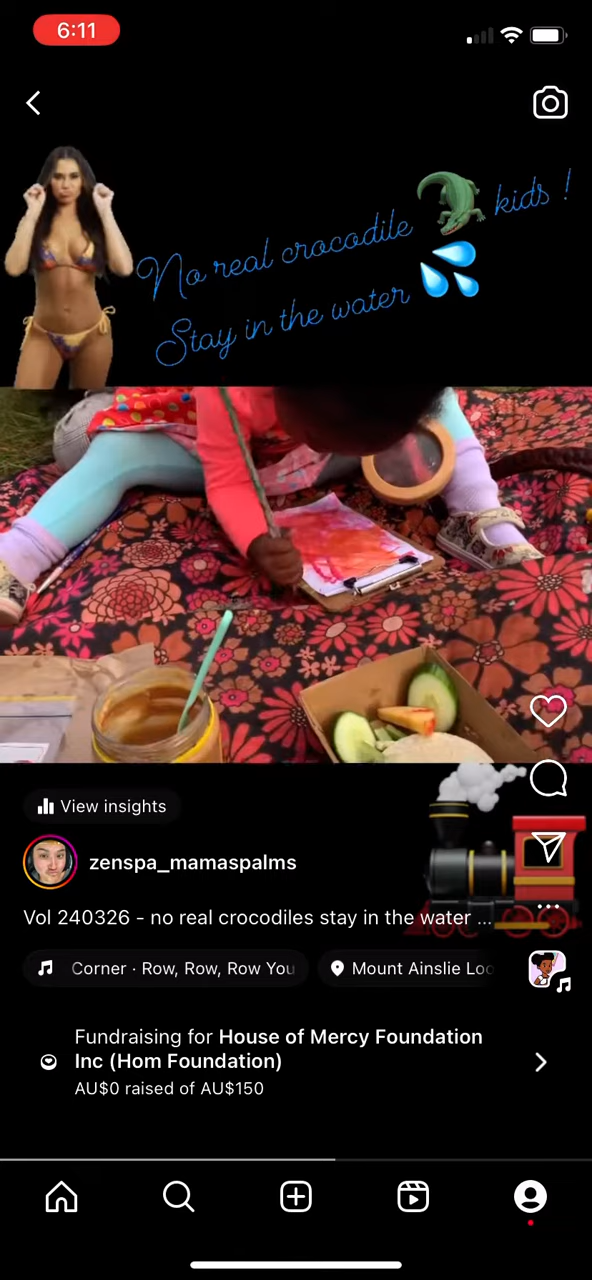 6:11
No real crocodile 🐊 kids !
Stay in the water 💦
View insights
zenspa_mamaspalms
Vol 240326 - no real crocodiles stay in the water ...
Corner · Row, Row, Row You
Mount Ainslie Loo
Fundraising for House of Mercy Foundation
Inc (Hom Foundation)
AU$0 raised of AU$150